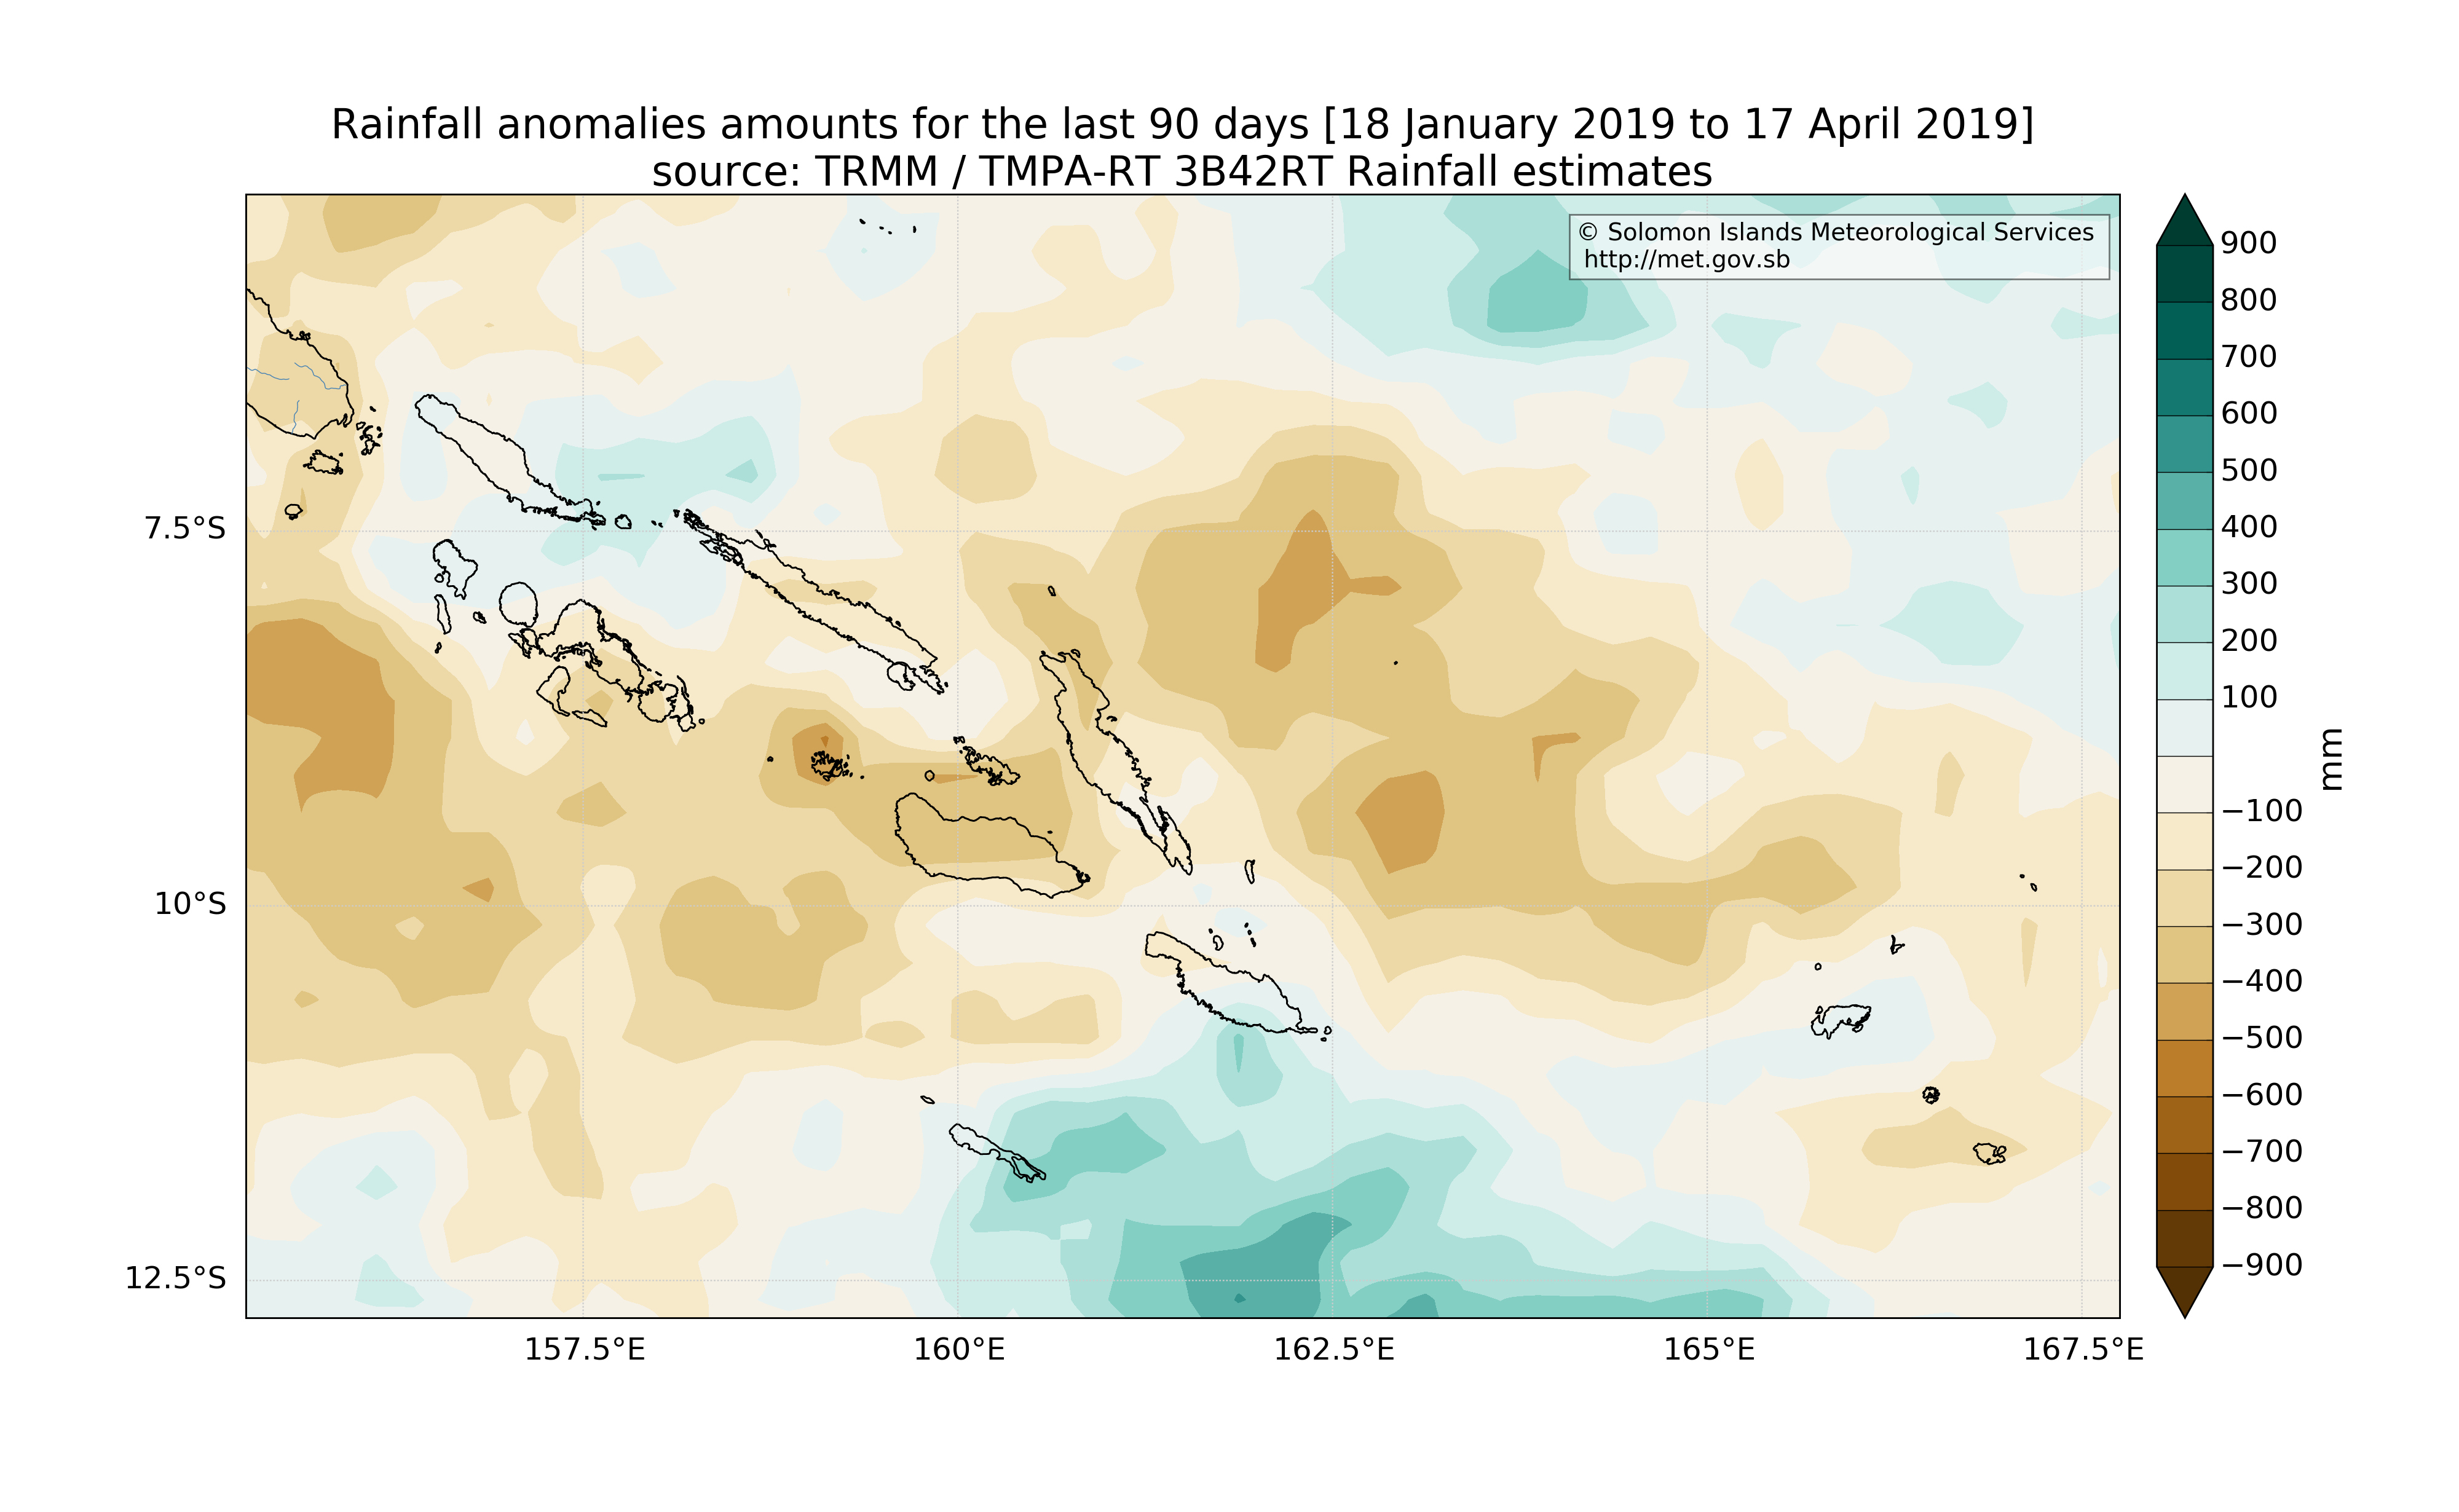 Rainfall anomalies amounts for the last 90 days [18 January 2019 to 17 April 2019]
source: TRMM / TMPA-RT 3B42RT Rainfall estimates
© Solomon Islands Meteorological Services
http://met.gov.sb
7.5°S
10°S
12.5°S
157.5°E
160°E
162.5°E
165°E
167.5°E
900
800
700
600
500
400
300
200
100
−100
−200
−300
−400
−500
−600
−700
−800
−900
mm